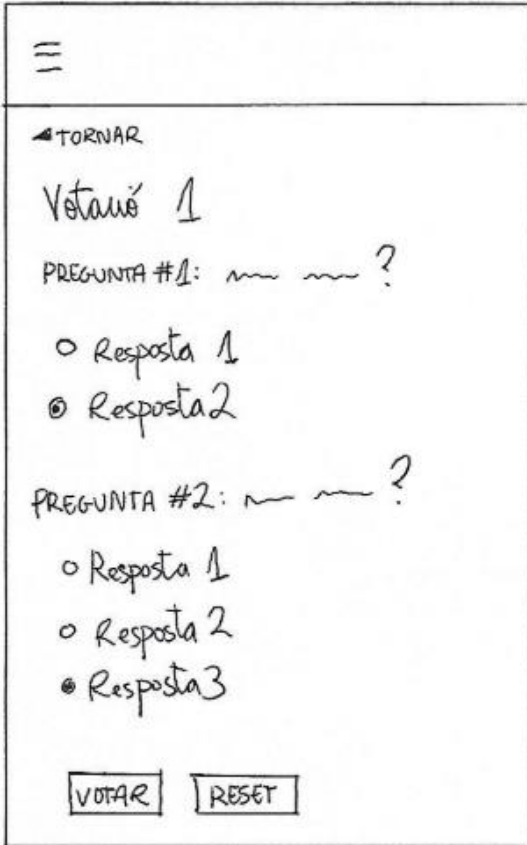 TORNAR
Votació 1
PREGUNTA #1: ?
Resposta 1
Resposta 2
PREGUNTA #2: ?
Resposta 1
Resposta 2
Resposta 3
VOTAR RESET